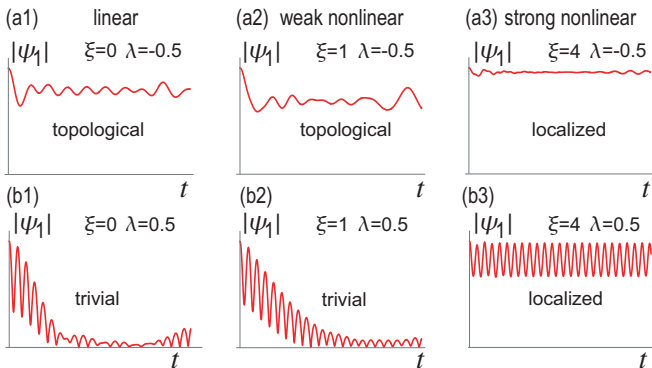 (a1) linear
|ψ₁| ξ=0 λ=-0.5
topological
t
(a2) weak nonlinear
|ψ₁| ξ=1 λ=-0.5
topological
t
(a3) strong nonlinear
|ψ₁| ξ=4 λ=-0.5
localized
t
(b1)
|ψ₁| ξ=0 λ=0.5
trivial
t
(b2)
|ψ₁| ξ=1 λ=0.5
trivial
t
(b3)
|ψ₁| ξ=4 λ=0.5
localized
t